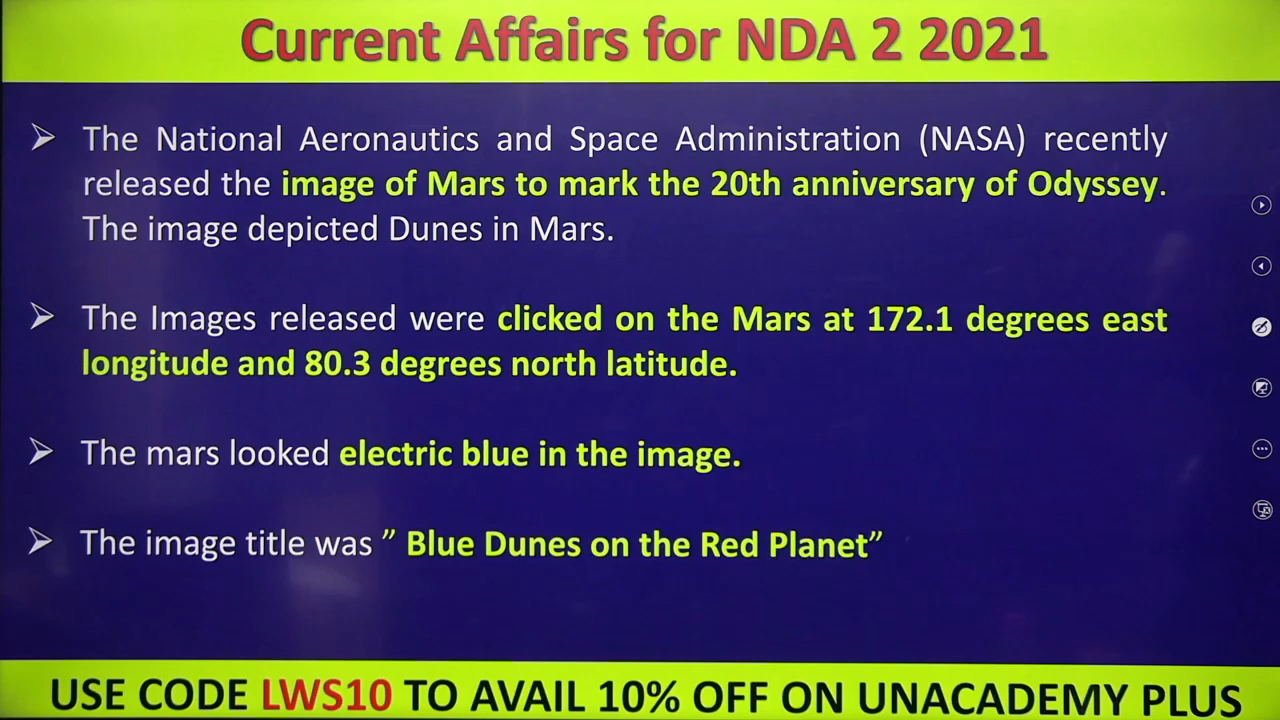 Current Affairs for NDA 2 2021
The National Aeronautics and Space Administration (NASA) recently
released the image of Mars to mark the 20th anniversary of Odyssey.
The image depicted Dunes in Mars.
The Images released were clicked on the Mars at 172.1 degrees east
longitude and 80.3 degrees north latitude.
The mars looked electric blue in the image.
The image title was ” Blue Dunes on the Red Planet”
USE CODE LWS10 TO AVAIL 10% OFF ON UNACADEMY PLUS